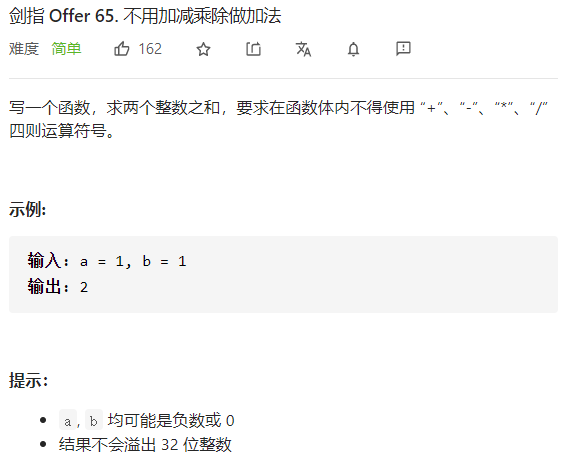 剑指 Offer 65. 不用加减乘除做加法
难度 简单 162
写一个函数，求两个整数之和，要求在函数体内不得使用 “+”、“-”、“*”、“/”
四则运算符号。
示例:
输入: a = 1, b = 1
输出: 2
提示：
a, b 均可能是负数或 0
结果不会溢出 32 位整数